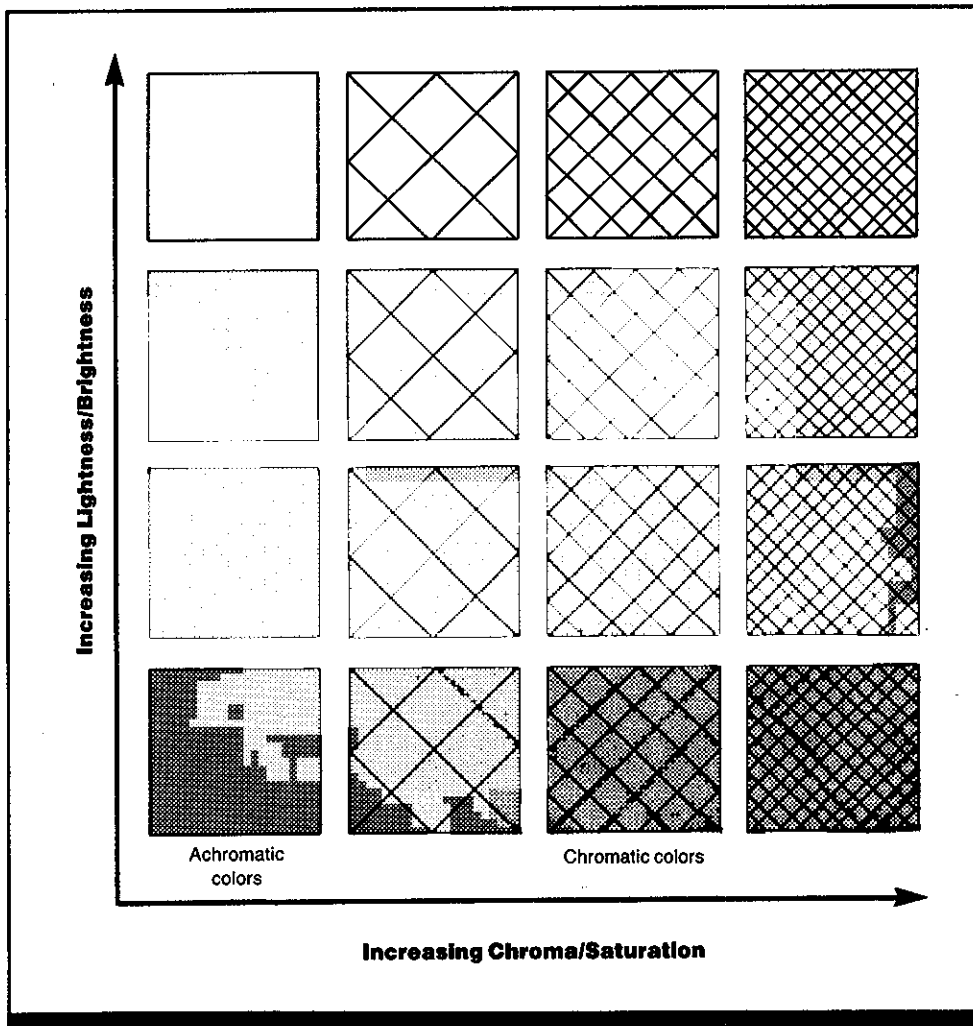 Increasing Lightness/Brightness
Achromatic
colors
Chromatic colors
Increasing Chroma/Saturation